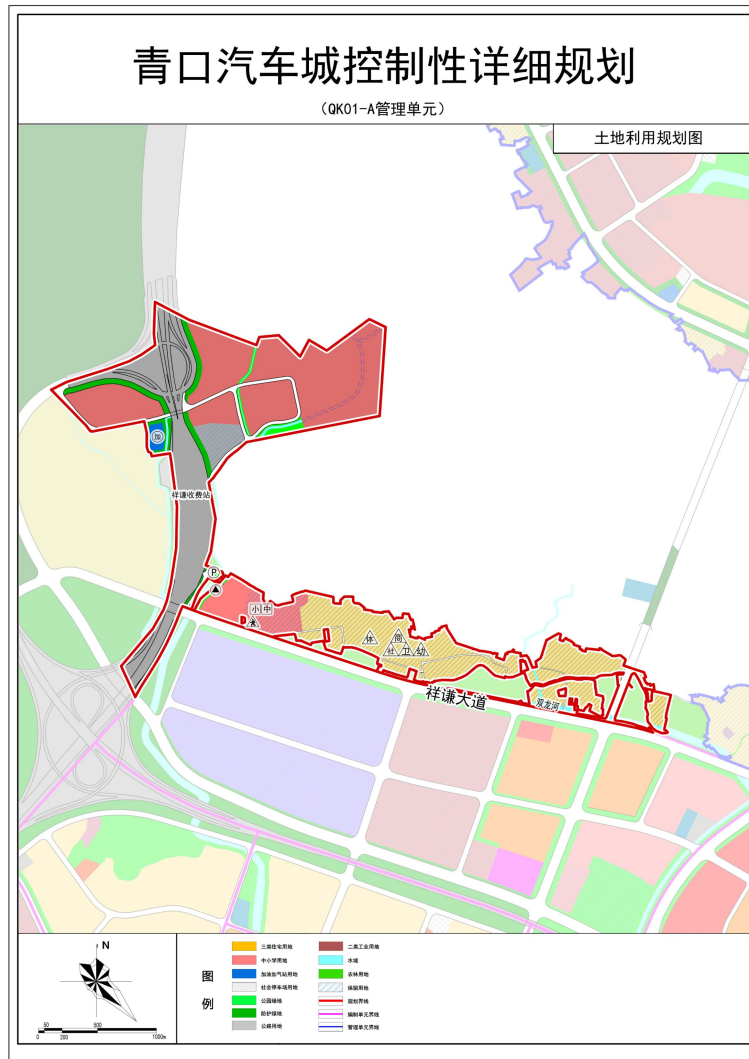 青口汽车城控制性详细规划
（QK01-A管理单元）
土地利用规划图
加
祥谦收费站
P
小 中
体
商
社 卫 幼
祥谦大道
双龙河
N
50 500
0 200 1000m
图例
三类住宅用地
中小学用地
加油加气站用地
社会停车场用地
公园绿地
防护绿地
公路用地
二类工业用地
水域
农林用地
保留用地
规划界线
编制单元界线
管理单元界线